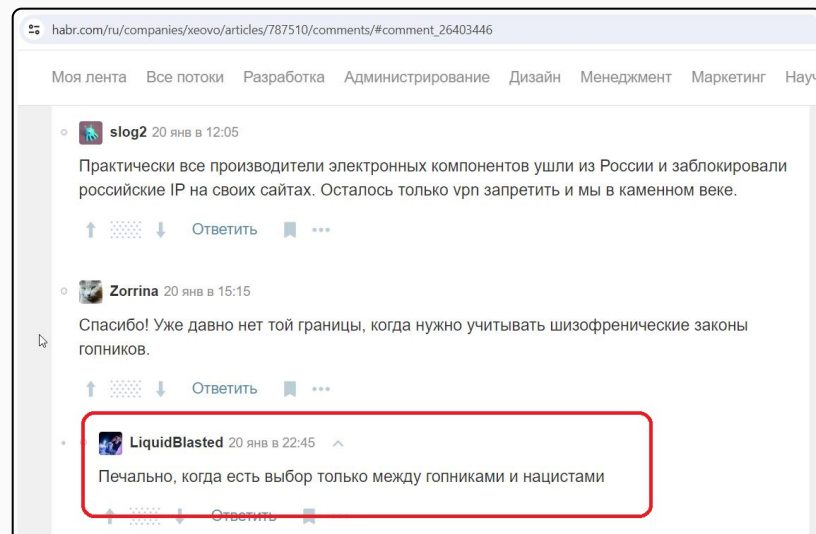 habr.com/ru/companies/xeovo/articles/787510/comments/#comment_26403446
Моя лента Все потоки Разработка Администрирование Дизайн Менеджмент Маркетинг Науч
slog2 20 янв в 12:05
Практически все производители электронных компонентов ушли из России и заблокировали
российские IP на своих сайтах. Осталось только vpn запретить и мы в каменном веке.
Ответить
Zorrina 20 янв в 15:15
Спасибо! Уже давно нет той границы, когда нужно учитывать шизофренические законы
гопников.
Ответить
LiquidBlasted 20 янв в 22:45
Печально, когда есть выбор только между гопниками и нацистами
Ответить